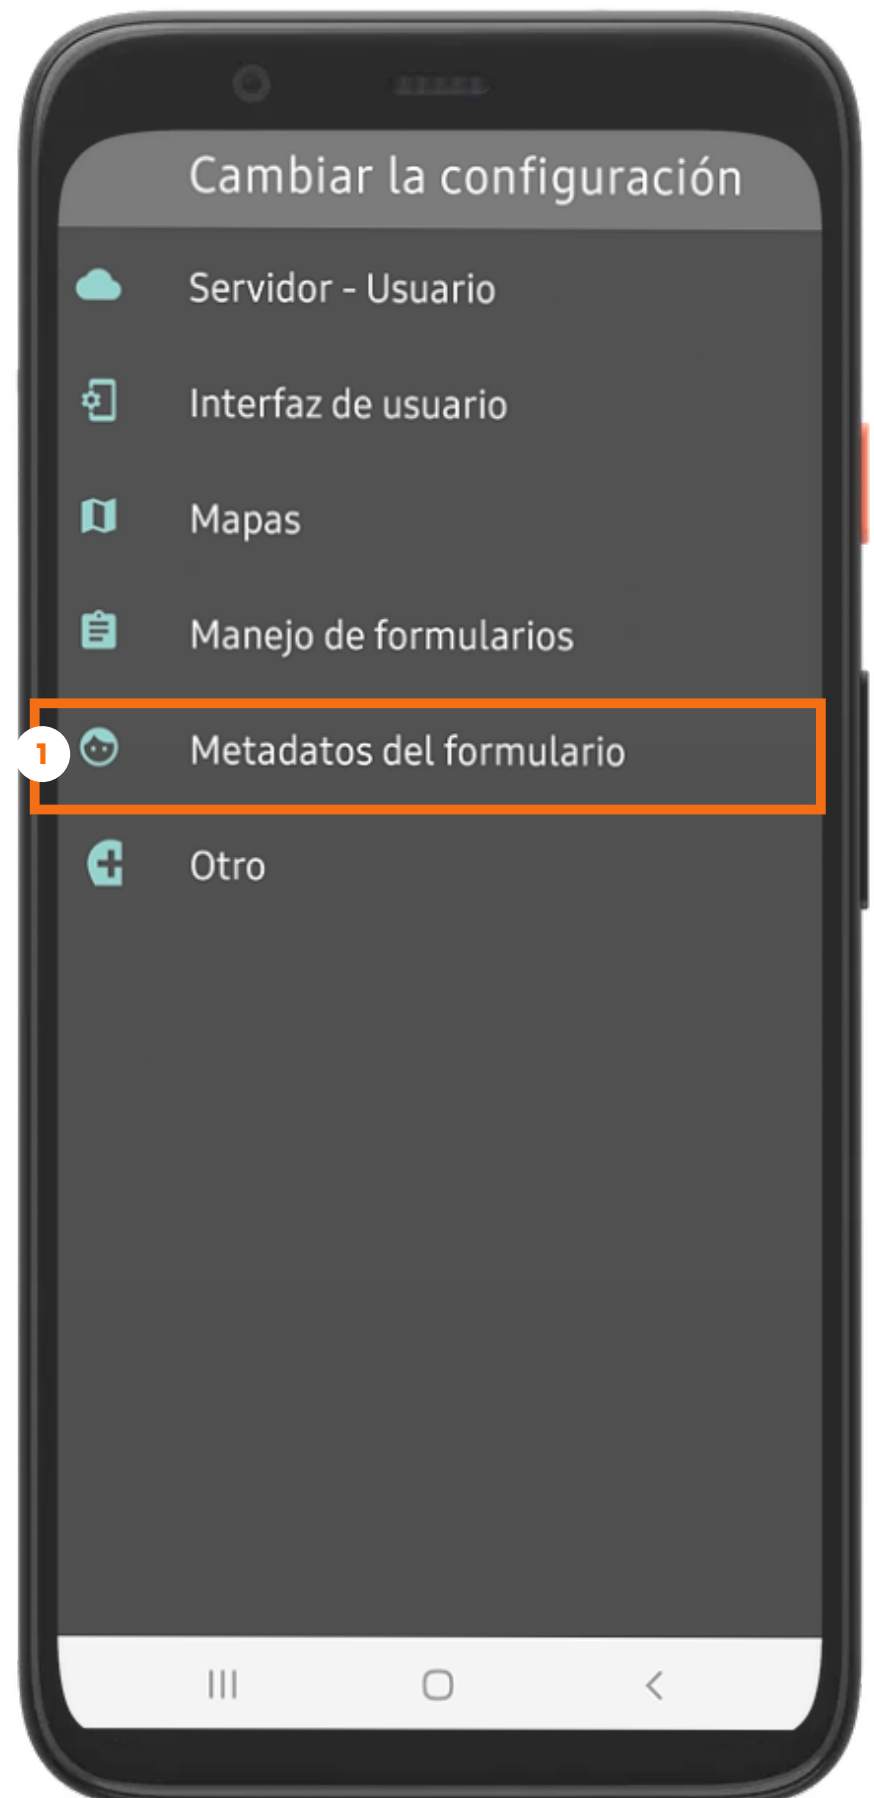 Cambiar la configuración
Servidor - Usuario
Interfaz de usuario
Mapas
Manejo de formularios
1 Metadatos del formulario
Otro